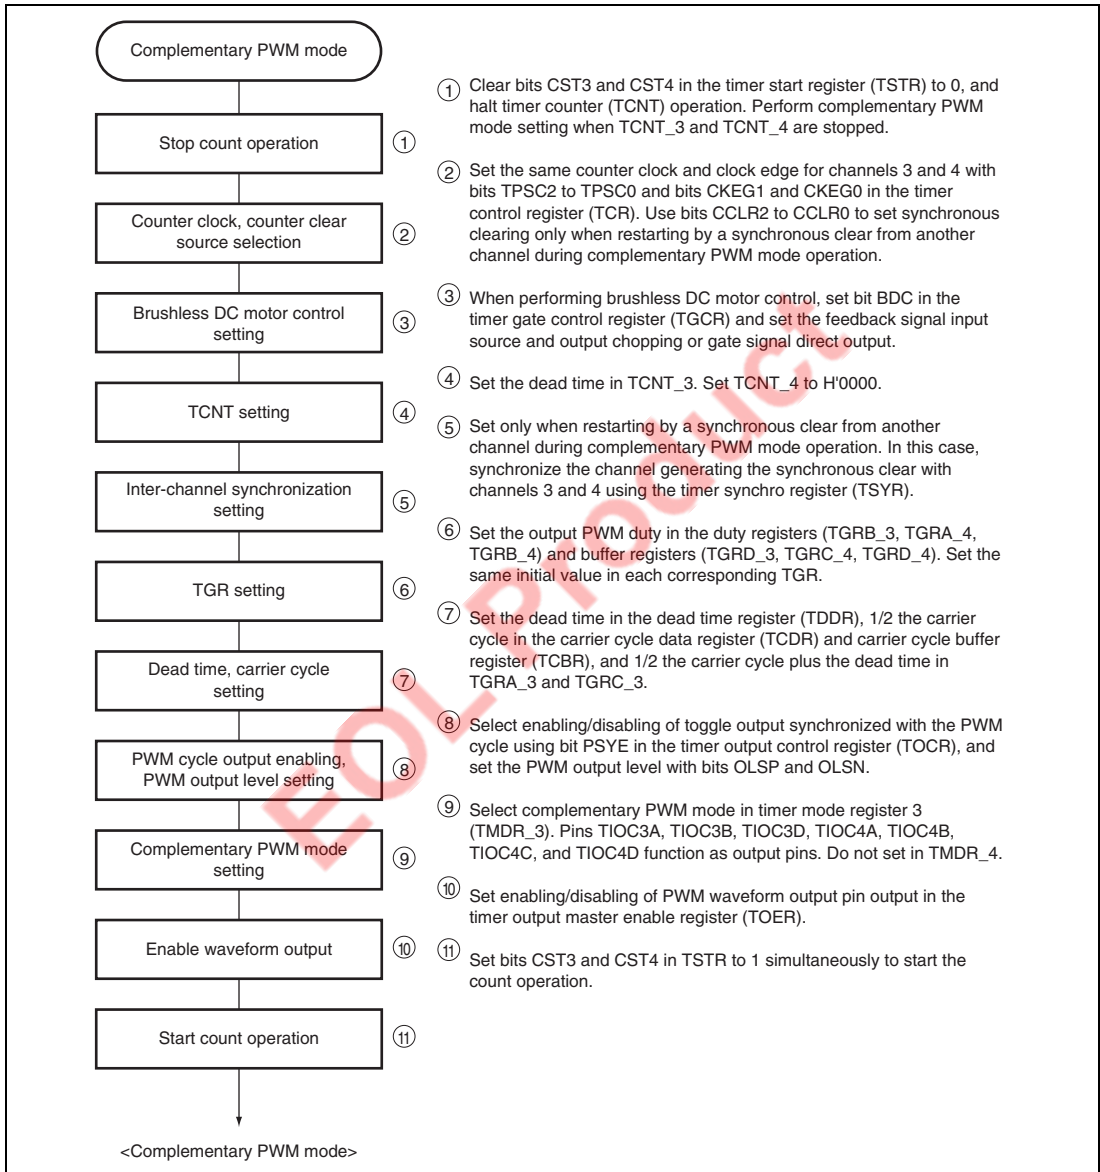 Complementary PWM mode
Stop count operation
①
Counter clock, counter clear
source selection
②
Brushless DC motor control
setting
③
TCNT setting
④
Inter-channel synchronization
setting
⑤
TGR setting
⑥
Dead time, carrier cycle
setting
⑦
PWM cycle output enabling,
PWM output level setting
⑧
Complementary PWM mode
setting
⑨
Enable waveform output
⑩
Start count operation
⑪
<Complementary PWM mode>
① Clear bits CST3 and CST4 in the timer start register (TSTR) to 0, and
halt timer counter (TCNT) operation. Perform complementary PWM
mode setting when TCNT_3 and TCNT_4 are stopped.
② Set the same counter clock and clock edge for channels 3 and 4 with
bits TPSC2 to TPSC0 and bits CKEG1 and CKEG0 in the timer
control register (TCR). Use bits CCLR2 to CCLR0 to set synchronous
clearing only when restarting by a synchronous clear from another
channel during complementary PWM mode operation.
③ When performing brushless DC motor control, set bit BDC in the
timer gate control register (TGCR) and set the feedback signal input
source and output chopping or gate signal direct output.
④ Set the dead time in TCNT_3. Set TCNT_4 to H'0000.
⑤ Set only when restarting by a synchronous clear from another
channel during complementary PWM mode operation. In this case,
synchronize the channel generating the synchronous clear with
channels 3 and 4 using the timer synchro register (TSYR).
⑥ Set the output PWM duty in the duty registers (TGRB_3, TGRA_4,
TGRB_4) and buffer registers (TGRD_3, TGRC_4, TGRD_4). Set the
same initial value in each corresponding TGR.
⑦ Set the dead time in the dead time register (TDDR), 1/2 the carrier
cycle in the carrier cycle data register (TCDR) and carrier cycle buffer
register (TCBR), and 1/2 the carrier cycle plus the dead time in
TGRA_3 and TGRC_3.
⑧ Select enabling/disabling of toggle output synchronized with the PWM
cycle using bit PSYE in the timer output control register (TOCR), and
set the PWM output level with bits OLSP and OLSN.
⑨ Select complementary PWM mode in timer mode register 3
(TMDR_3). Pins TIOC3A, TIOC3B, TIOC3D, TIOC4A, TIOC4B,
TIOC4C, and TIOC4D function as output pins. Do not set in TMDR_4.
⑩ Set enabling/disabling of PWM waveform output pin output in the
timer output master enable register (TOER).
⑪ Set bits CST3 and CST4 in TSTR to 1 simultaneously to start the
count operation.
EOL Product